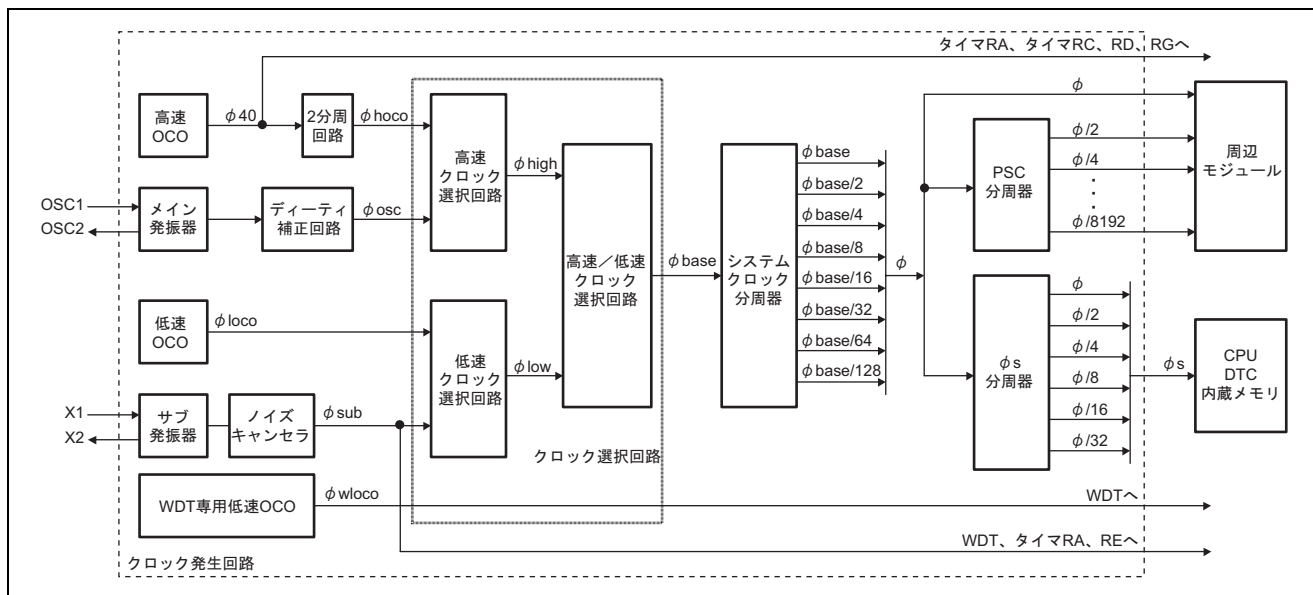 タイマRA、タイマRC、RD、RGへ
高速
OCO
φ40
2分周
回路
φhoco
OSC1
OSC2
メイン
発振器
ディーティ
補正回路
φosc
高速
クロック
選択回路
φhigh
低速
OCO
φloco
X1
X2
サブ
発振器
ノイズ
キャンセラ
φsub
低速
クロック
選択回路
φlow
高速／低速
クロック
選択回路
クロック選択回路
φbase
システム
クロック
分周器
φbase
φbase/2
φbase/4
φbase/8
φbase/16
φbase/32
φbase/64
φbase/128
φ
φ
PSC
分周器
φ/2
φ/4
・
・
・
φ/8192
周辺
モジュール
φs
分周器
φ
φ/2
φ/4
φ/8
φ/16
φ/32
φs
CPU
DTC
内蔵メモリ
WDT専用低速OCO
φwloco
WDTへ
WDT、タイマRA、REへ
クロック発生回路